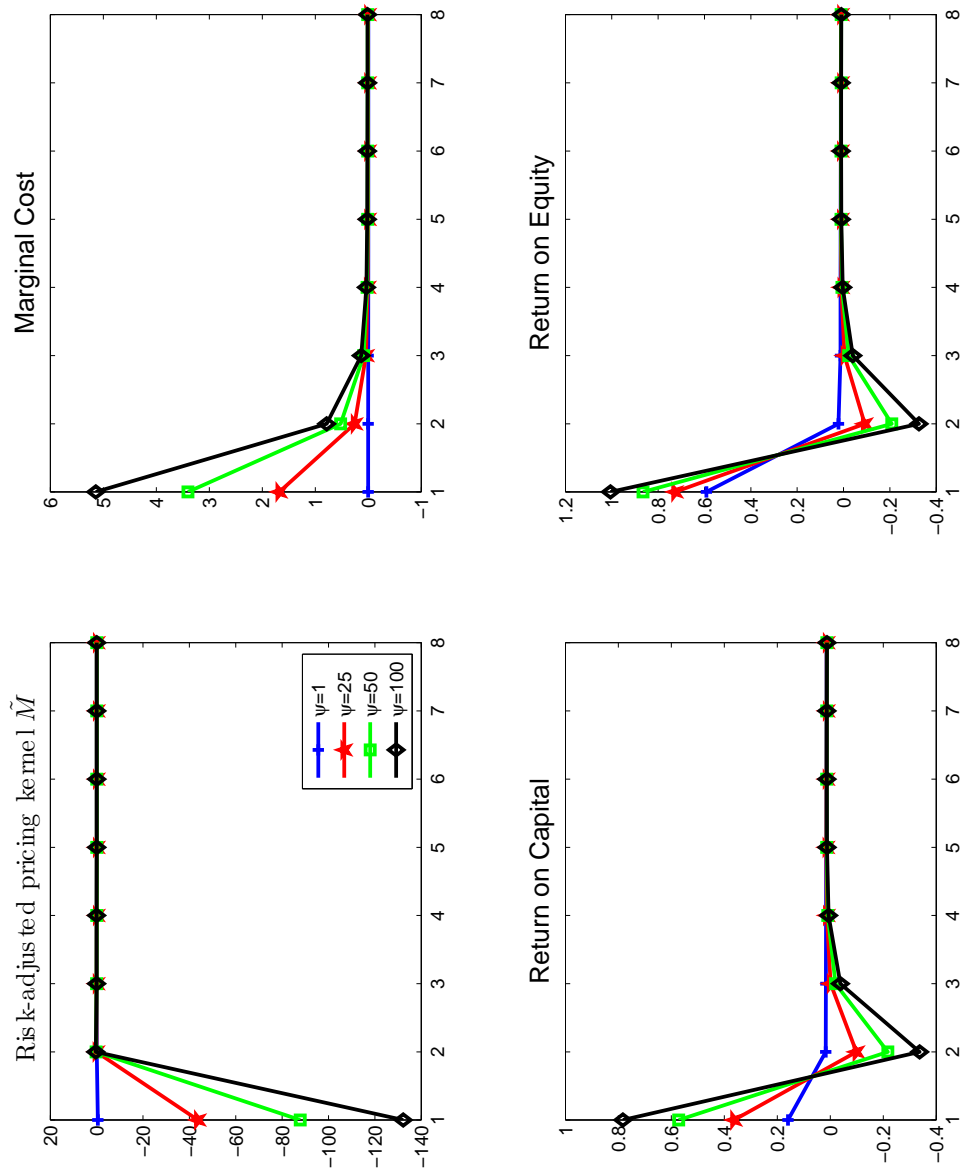 Risk-adjusted pricing kernel M̃
20
0
−20
−40
−60
−80
−100
−120
−140
1 2 3 4 5 6 7 8
ψ=1
ψ=25
ψ=50
ψ=100
Marginal Cost
6
5
4
3
2
1
0
−1
1 2 3 4 5 6 7 8
Return on Capital
1
0.8
0.6
0.4
0.2
0
−0.2
−0.4
1 2 3 4 5 6 7 8
Return on Equity
1.2
1
0.8
0.6
0.4
0.2
0
−0.2
−0.4
1 2 3 4 5 6 7 8